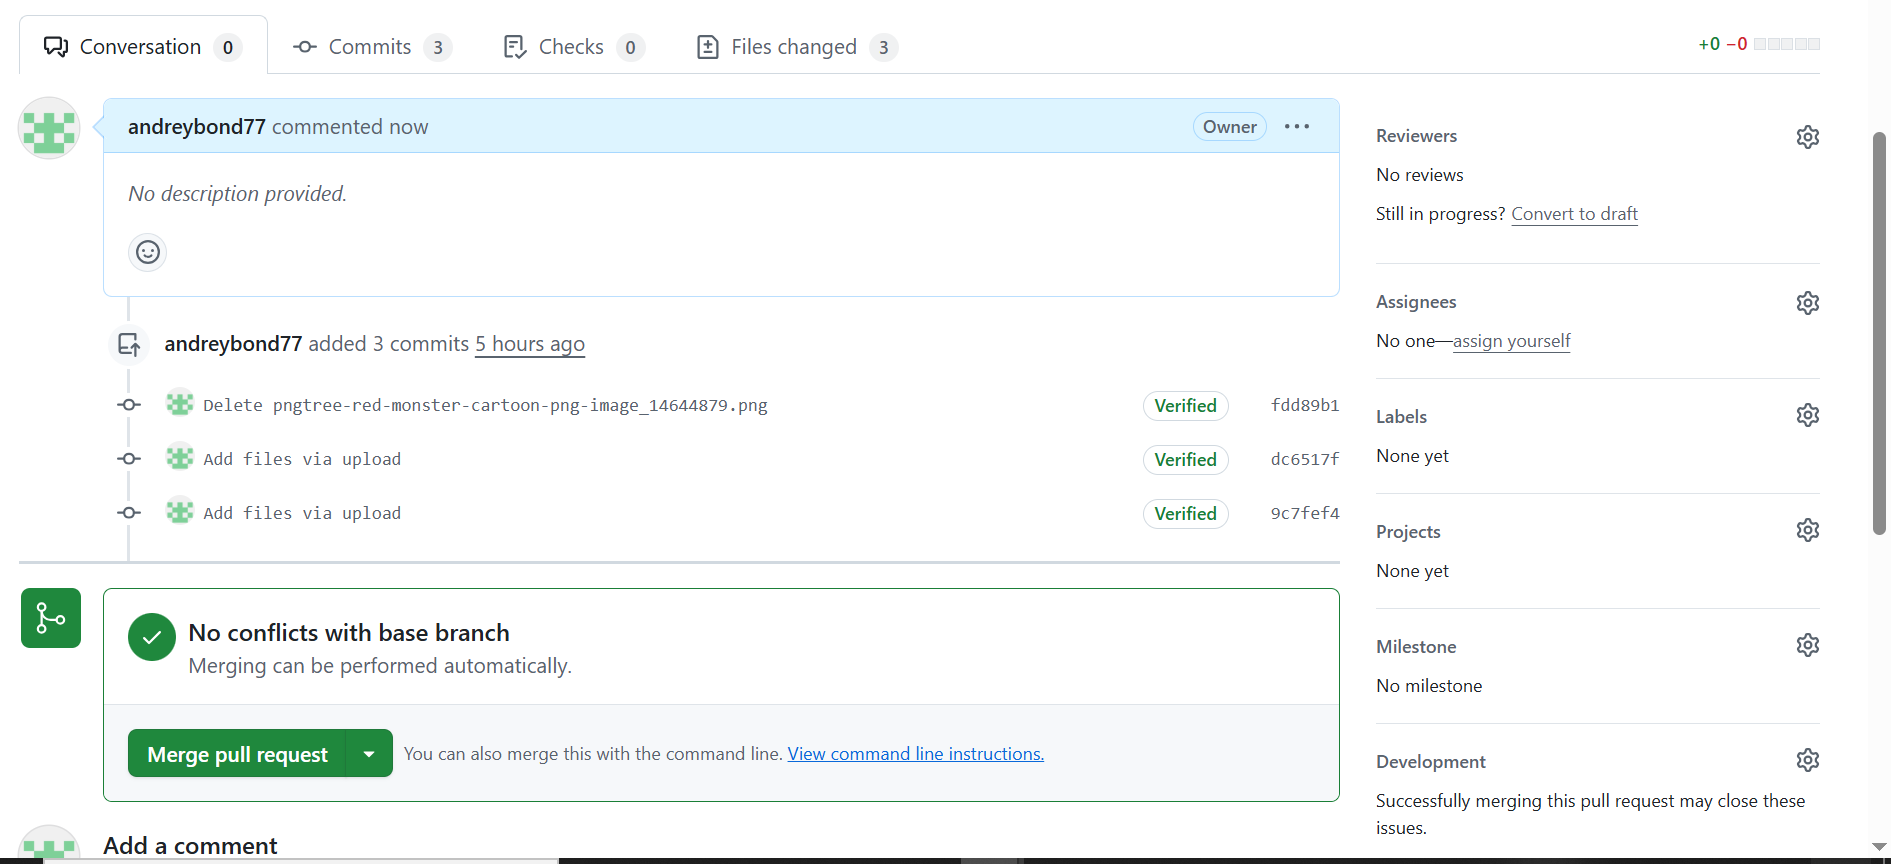 Conversation 0 Commits 3 Checks 0 Files changed 3 +0 −0
andreybond77 commented now Owner
No description provided.
andreybond77 added 3 commits 5 hours ago
Delete pngtree-red-monster-cartoon-png-image_14644879.png Verified fdd89b1
Add files via upload Verified dc6517f
Add files via upload Verified 9c7fef4
No conflicts with base branch
Merging can be performed automatically.
Merge pull request You can also merge this with the command line. View command line instructions.
Add a comment
Reviewers
No reviews
Still in progress? Convert to draft
Assignees
No one—assign yourself
Labels
None yet
Projects
None yet
Milestone
No milestone
Development
Successfully merging this pull request may close these
issues.